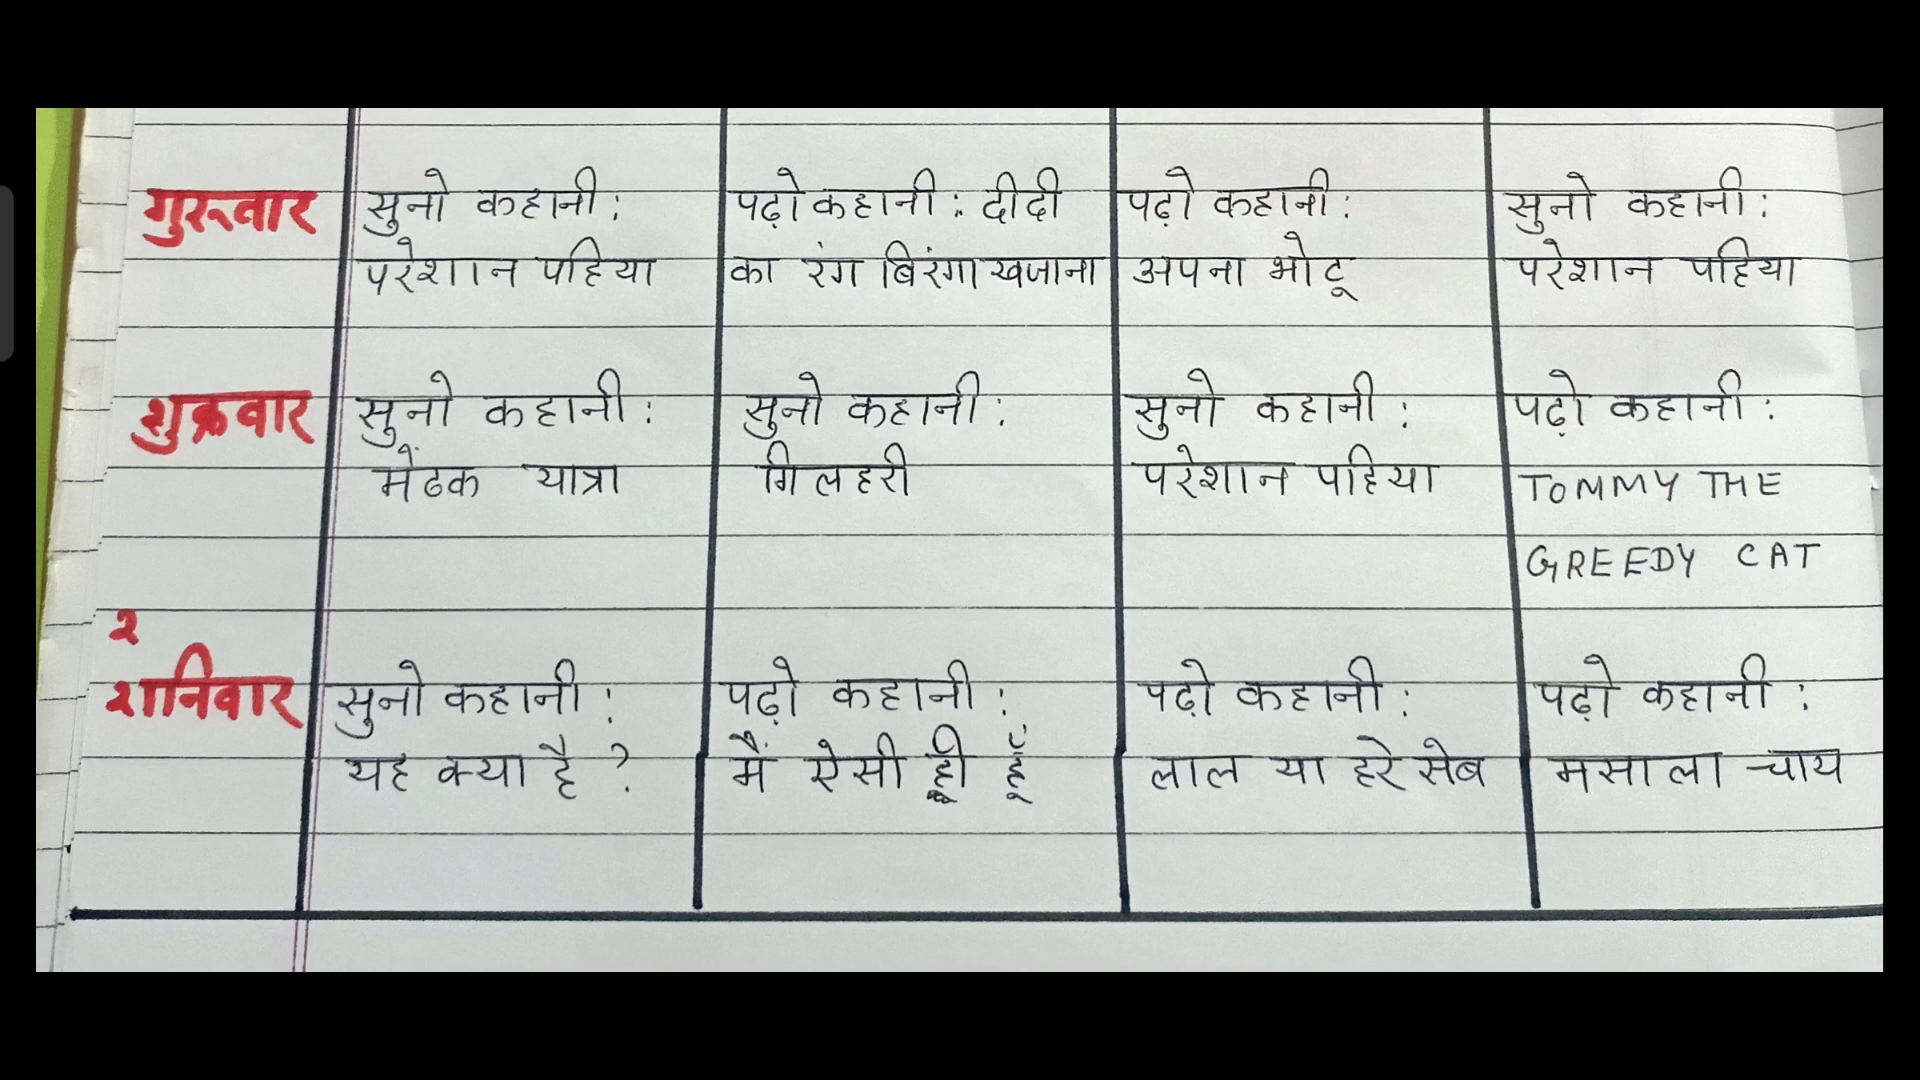 गुरुवार सुनो कहानी: पढ़ो कहानी: दीदी पढ़ो कहानी: सुनो कहानी:
परेशान पहिया का रंग बिरंगा खजाना अपना भोटू परेशान पहिया
शुक्रवार सुनो कहानी: सुनो कहानी: सुनो कहानी: पढ़ो कहानी:
मेंढक यात्रा गिलहरी परेशान पहिया TOMMY THE
GREEDY CAT
शनिवार सुनो कहानी: पढ़ो कहानी: पढ़ो कहानी: पढ़ो कहानी:
यह क्या है? मैं ऐसी ही हूँ लाल या हरे सेब मसाला चाय